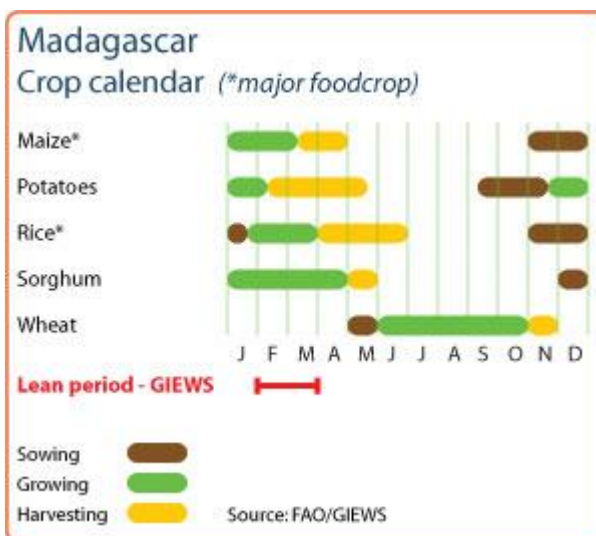 Madagascar
Crop calendar (*major foodcrop)
Maize*
Potatoes
Rice*
Sorghum
Wheat
J F M A M J J A S O N D
Lean period - GIEWS
Sowing
Growing
Harvesting
Source: FAO/GIEWS